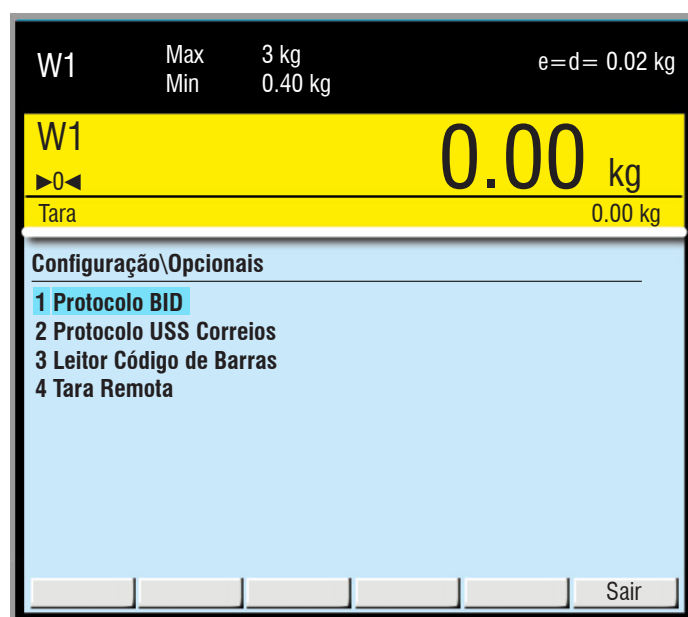 W1 Max 3 kg e=d= 0.02 kg
Min 0.40 kg
W1 0.00 kg
►0◄
Tara 0.00 kg
Configuração\Opcionais
1 Protocolo BID
2 Protocolo USS Correios
3 Leitor Código de Barras
4 Tara Remota
Sair